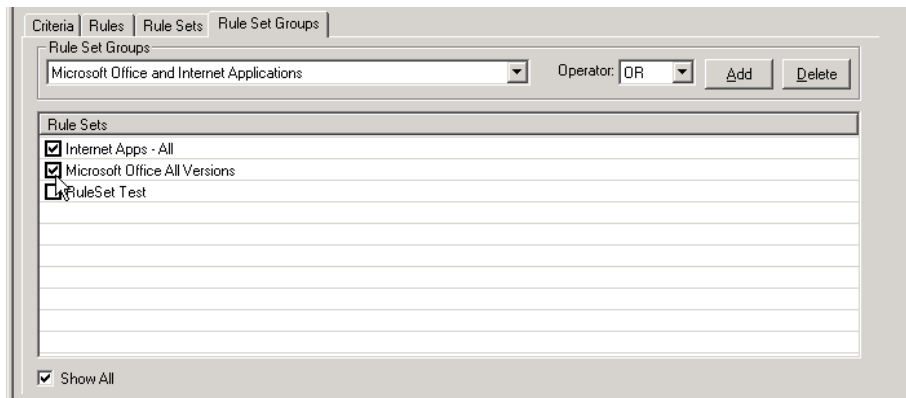 Criteria Rules Rule Sets Rule Set Groups
Rule Set Groups
Microsoft Office and Internet Applications Operator: OR Add Delete
Rule Sets
Internet Apps - All
Microsoft Office All Versions
RuleSet Test
Show All